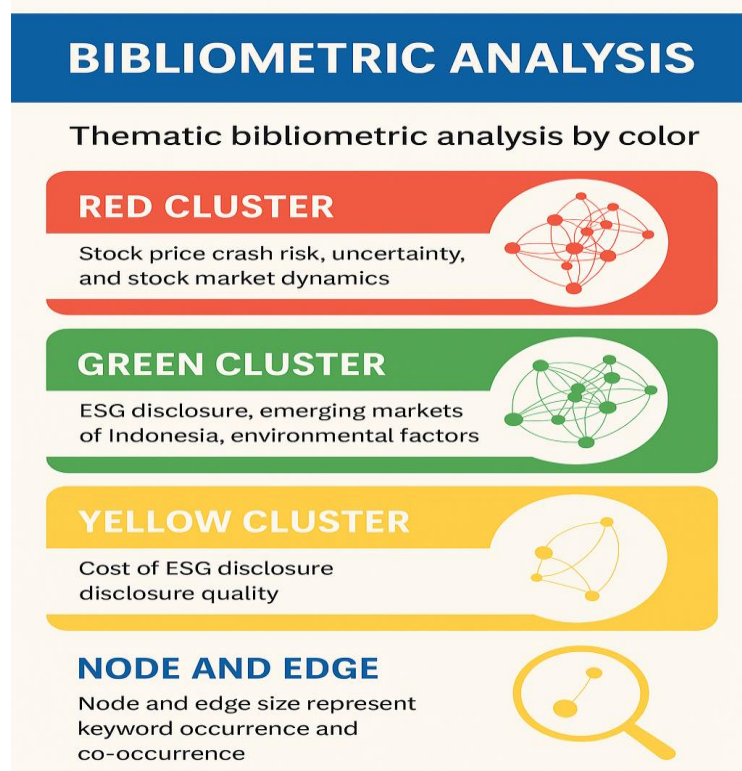 BIBLIOMETRIC ANALYSIS
Thematic bibliometric analysis by color
RED CLUSTER
Stock price crash risk, uncertainty,
and stock market dynamics
GREEN CLUSTER
ESG disclosure, emerging markets
of Indonesia, environmental factors
YELLOW CLUSTER
Cost of ESG disclosure
disclosure quality
NODE AND EDGE
Node and edge size represent
keyword occurrence and
co-occurrence